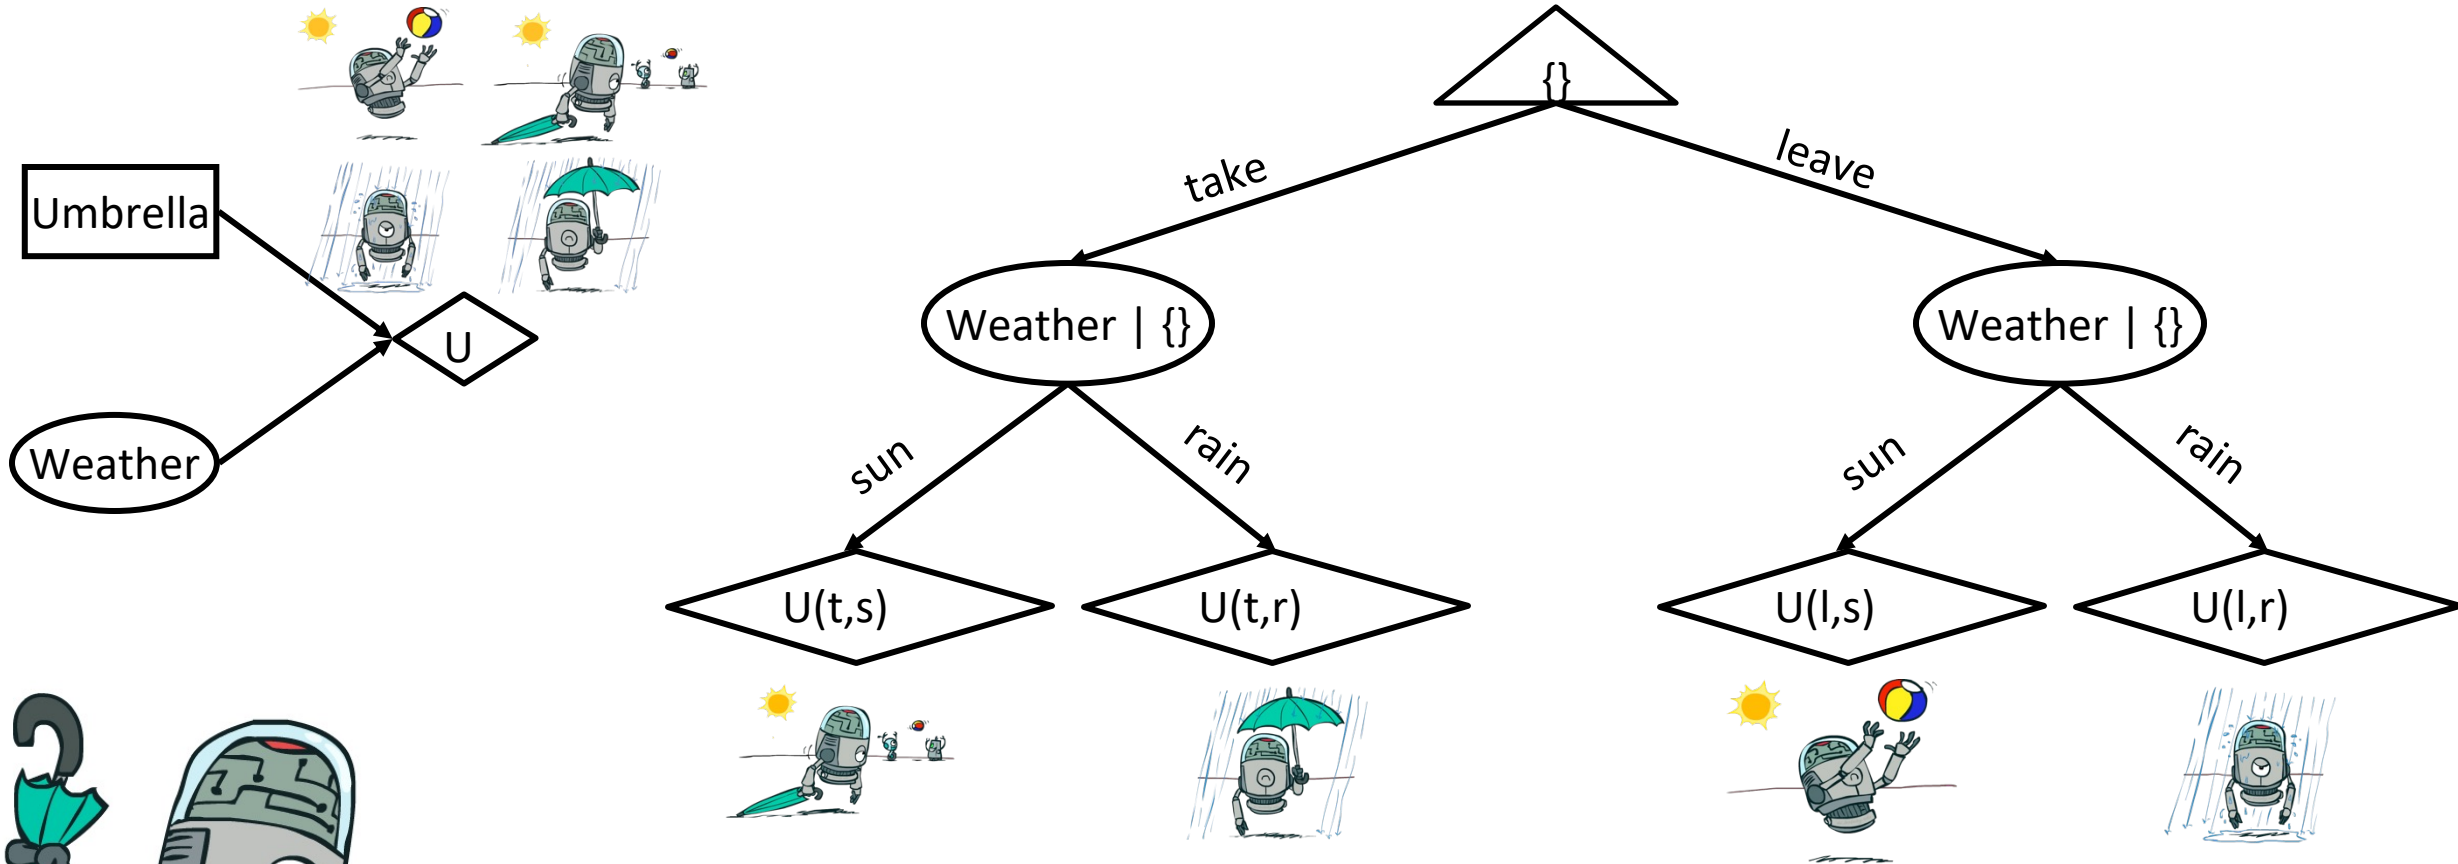 {}
take
leave
Umbrella
U
Weather
Weather | {}
Weather | {}
sun
rain
sun
rain
U(t,s)
U(t,r)
U(l,s)
U(l,r)